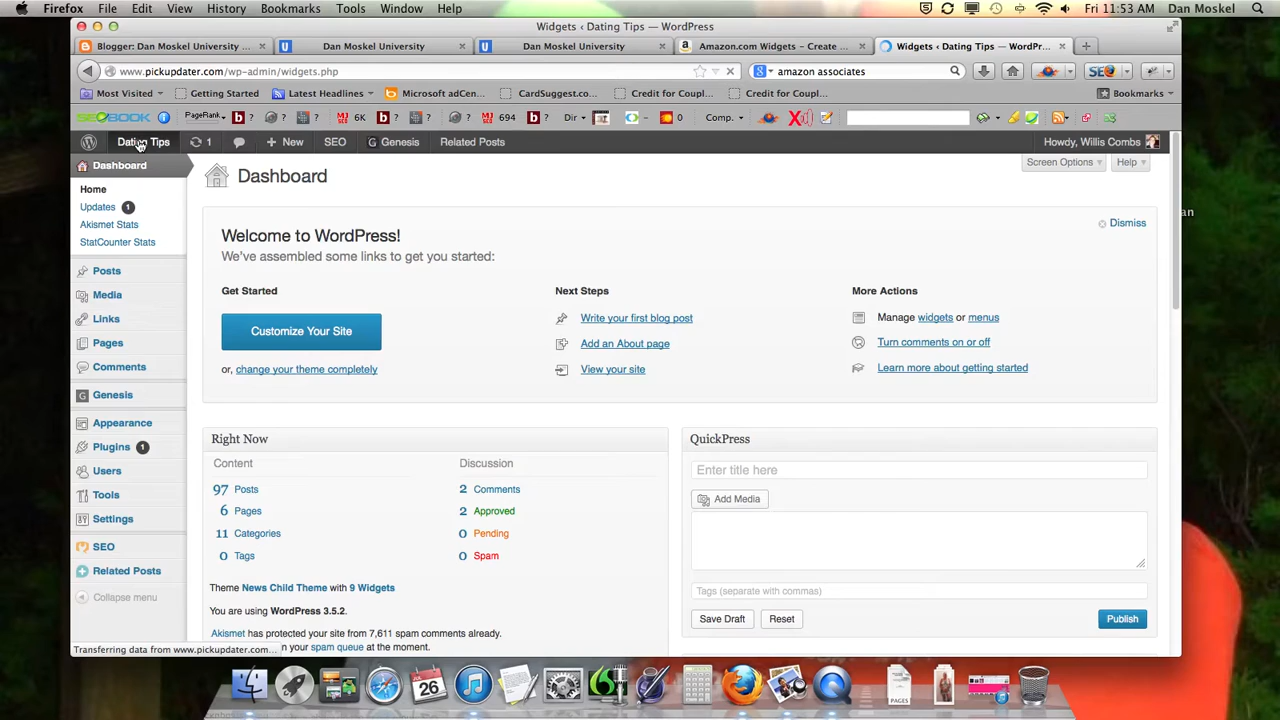 Firefox File Edit View History Bookmarks Tools Window Help Fri 11:53 AM Dan Moskel
Widgets ‹ Dating Tips — WordPress
Blogger: Dan Moskel University ... × Dan Moskel University × Dan Moskel University × Amazon.com Widgets - Create ... × Widgets ‹ Dating Tips — WordPr... ×
www.pickupdater.com/wp-admin/widgets.php amazon associates
Most Visited Getting Started Latest Headlines Microsoft adCen... CardSuggest.co... Credit for Coupl... Credit for Coupl... Bookmarks
SEOBOOK PageRank ? ? ? 6K ? ? 694 ? Dir 0 Comp.
Dating Tips 1 New SEO Genesis Related Posts Howdy, Willis Combs
Dashboard
Home
Updates 1
Akismet Stats
StatCounter Stats
Posts
Media
Links
Pages
Comments
Genesis
Appearance
Plugins 1
Users
Tools
Settings
SEO
Related Posts
Collapse menu
Screen Options Help
Dashboard
Dismiss
Welcome to WordPress!
We've assembled some links to get you started:
Get Started
Customize Your Site
or, change your theme completely
Next Steps
Write your first blog post
Add an About page
View your site
More Actions
Manage widgets or menus
Turn comments on or off
Learn more about getting started
Right Now
Content Discussion
97 Posts 2 Comments
6 Pages 2 Approved
11 Categories 0 Pending
0 Tags 0 Spam
Theme News Child Theme with 9 Widgets
You are using WordPress 3.5.2.
Akismet has protected your site from 7,611 spam comments already.
in your spam queue at the moment.
QuickPress
Enter title here
Add Media
Tags (separate with commas)
Save Draft Reset Publish
Transferring data from www.pickupdater.com...
JUL
26
PAGES